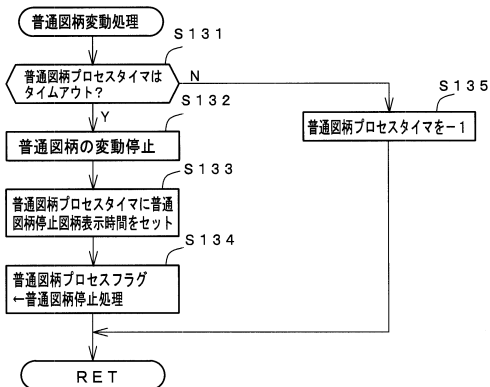 普通図柄変動処理
S131
普通図柄プロセスタイマは
タイムアウト?
N
S135
Y
S132
普通図柄プロセスタイマを－1
普通図柄の変動停止
S133
普通図柄プロセスタイマに普通
図柄停止図柄表示時間をセット
S134
普通図柄プロセスフラグ
←普通図柄停止処理
RET